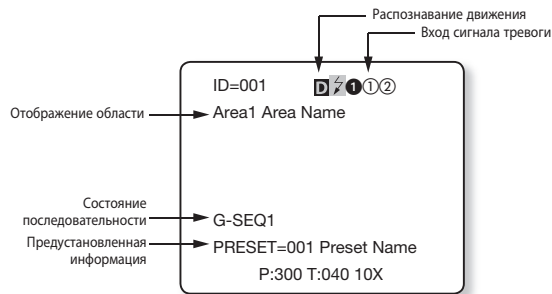 Распознавание движения
Вход сигнала тревоги
ID=001 D ❶①②
Отображение области
Area1 Area Name
Состояние
последовательности
G-SEQ1
Предустановленная
информация
PRESET=001 Preset Name
P:300 T:040 10X